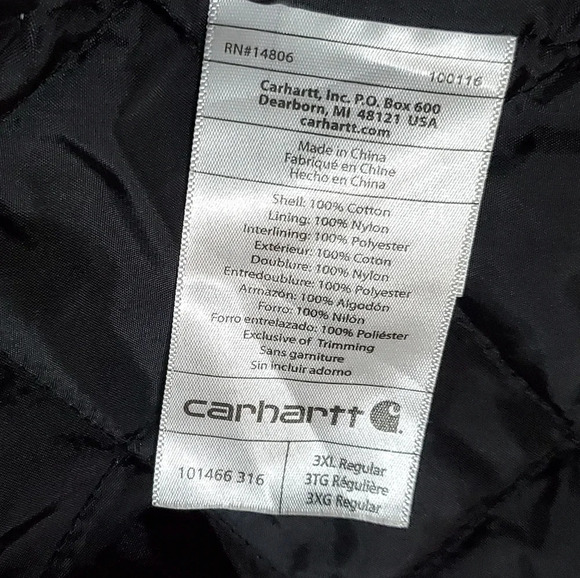 RN#14806 100116
Carhartt, Inc. P.O. Box 600
Dearborn, MI 48121 USA
carhartt.com
Made in China
Fabriqué en Chine
Hecho en China
Shell: 100% Cotton
Lining: 100% Nylon
Interlining: 100% Polyester
Extérieur: 100% Coton
Doublure: 100% Nylon
Entredoublure: 100% Polyester
Armazón: 100% Algodón
Forro: 100% Nilón
Forro entrelazado: 100% Poliéster
Exclusive of Trimming
Sans garniture
Sin incluir adorno
carhartt
101466 316
3XL Regular
3TG Régulière
3XG Regular